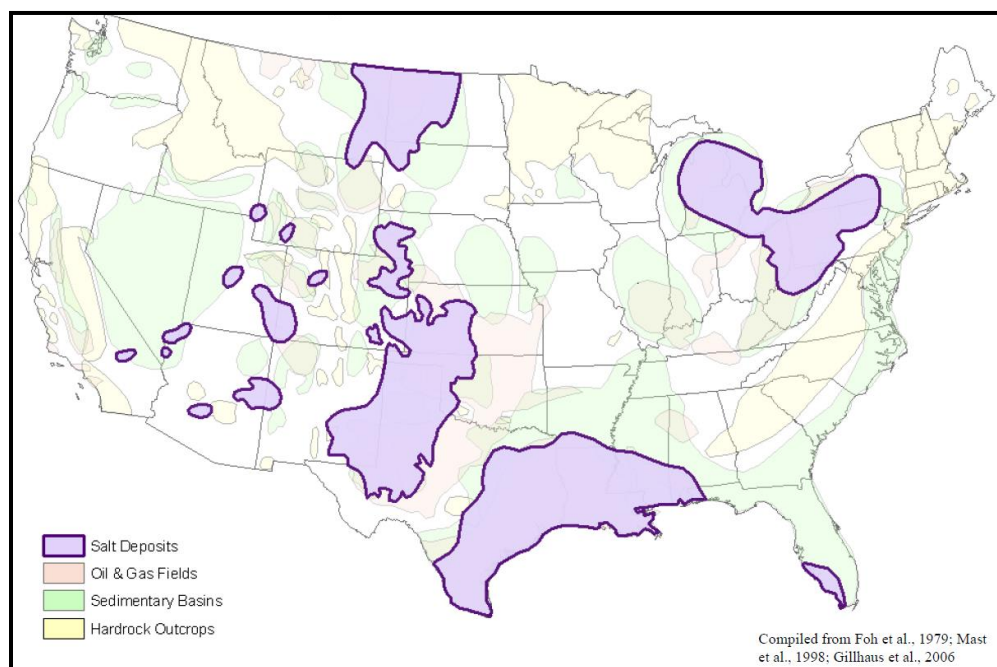 Salt Deposits
Oil & Gas Fields
Sedimentary Basins
Hardrock Outcrops
Compiled from Foh et al., 1979; Mast
et al., 1998; Gillhaus et al., 2006